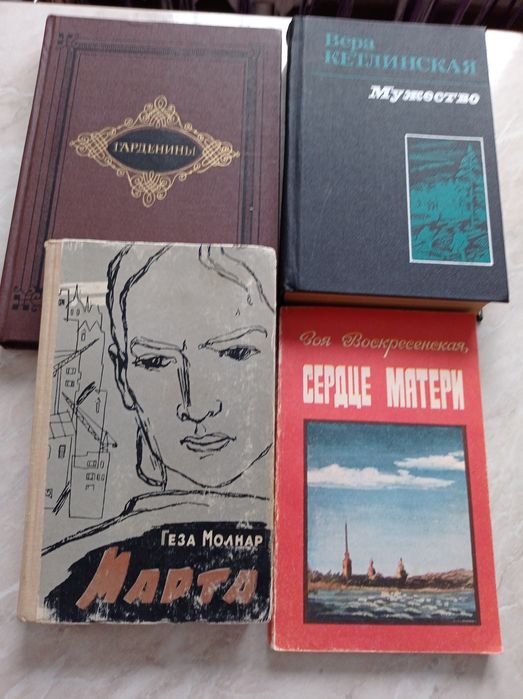 ГАРДЕНИНЫ
Вера
КЕТЛИНСКАЯ
Мужество
ГЕЗА МОЛНАР
МАРТА
Зоя Воскресенская,
СЕРДЦЕ МАТЕРИ